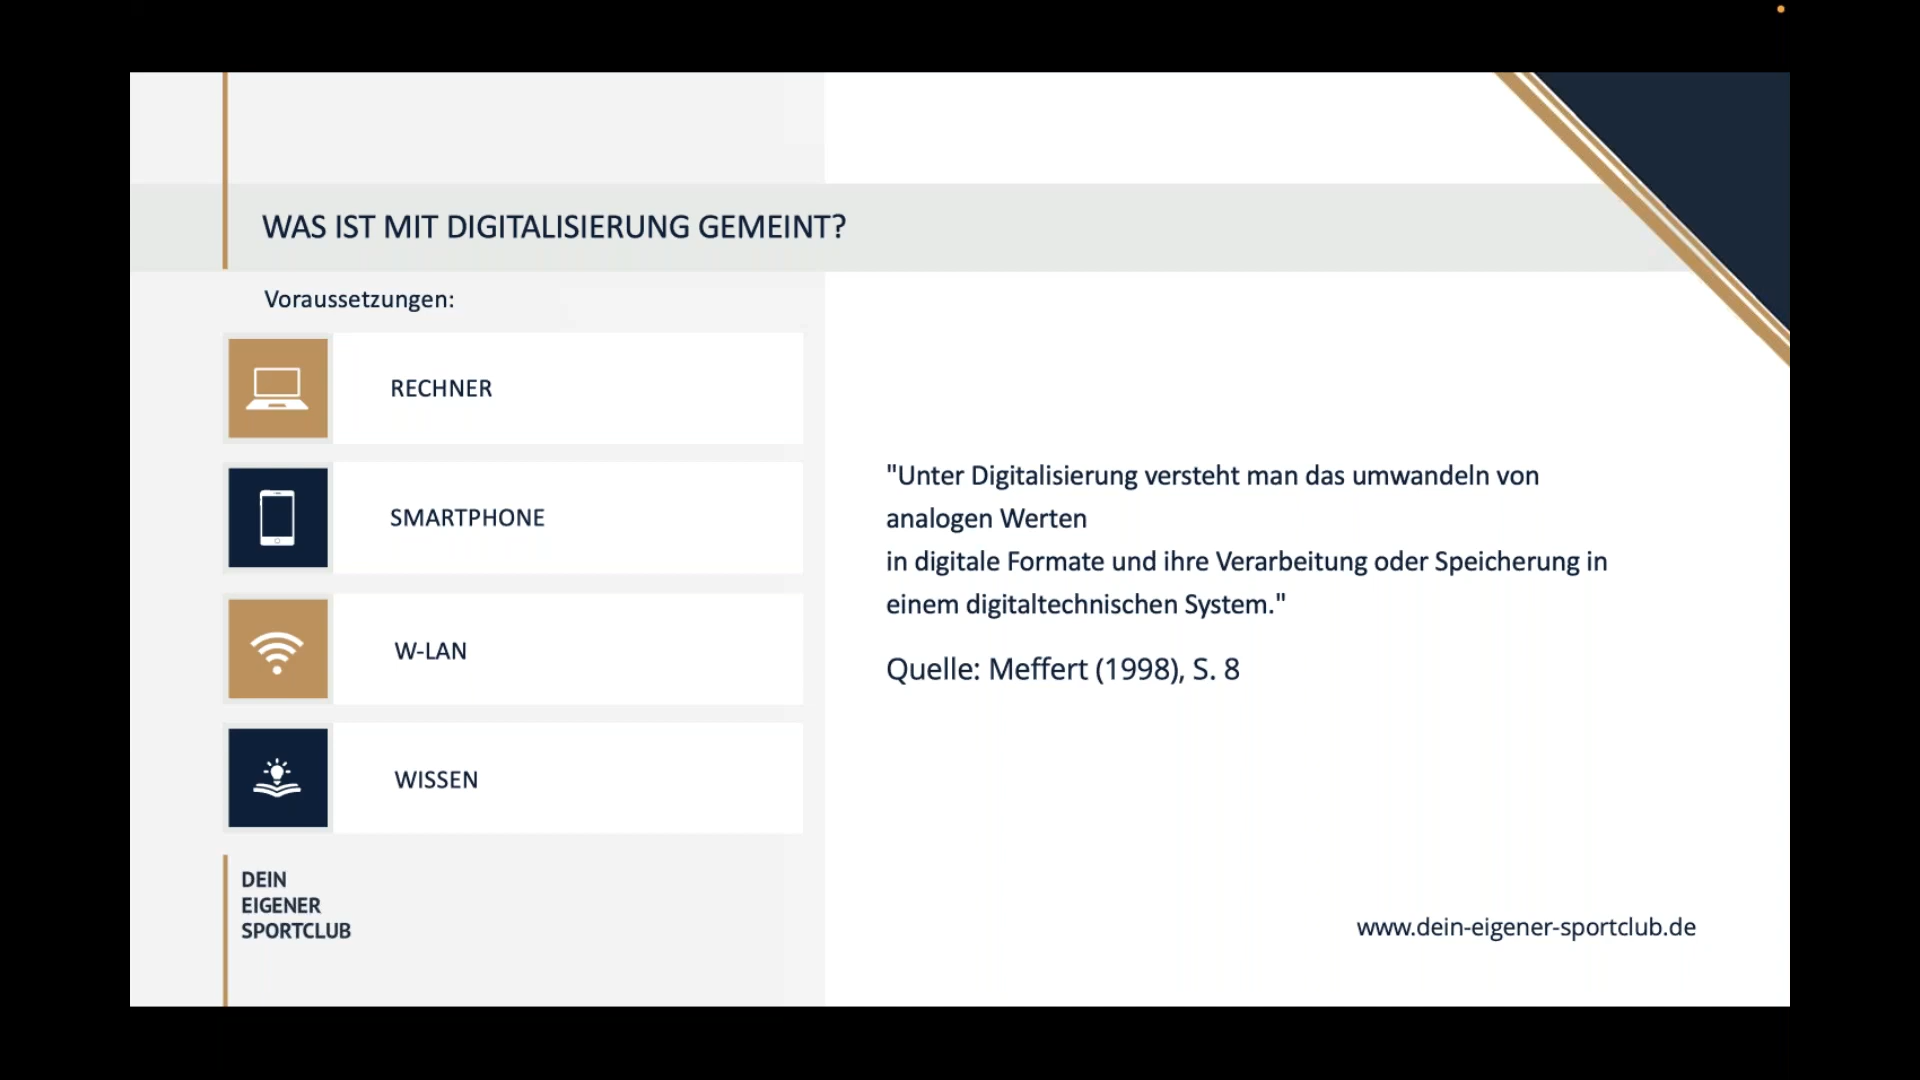 WAS IST MIT DIGITALISIERUNG GEMEINT?
Voraussetzungen:
RECHNER
SMARTPHONE
W-LAN
WISSEN
"Unter Digitalisierung versteht man das umwandeln von
analogen Werten
in digitale Formate und ihre Verarbeitung oder Speicherung in
einem digitaltechnischen System."
Quelle: Meffert (1998), S. 8
DEIN
EIGENER
SPORTCLUB
www.dein-eigener-sportclub.de